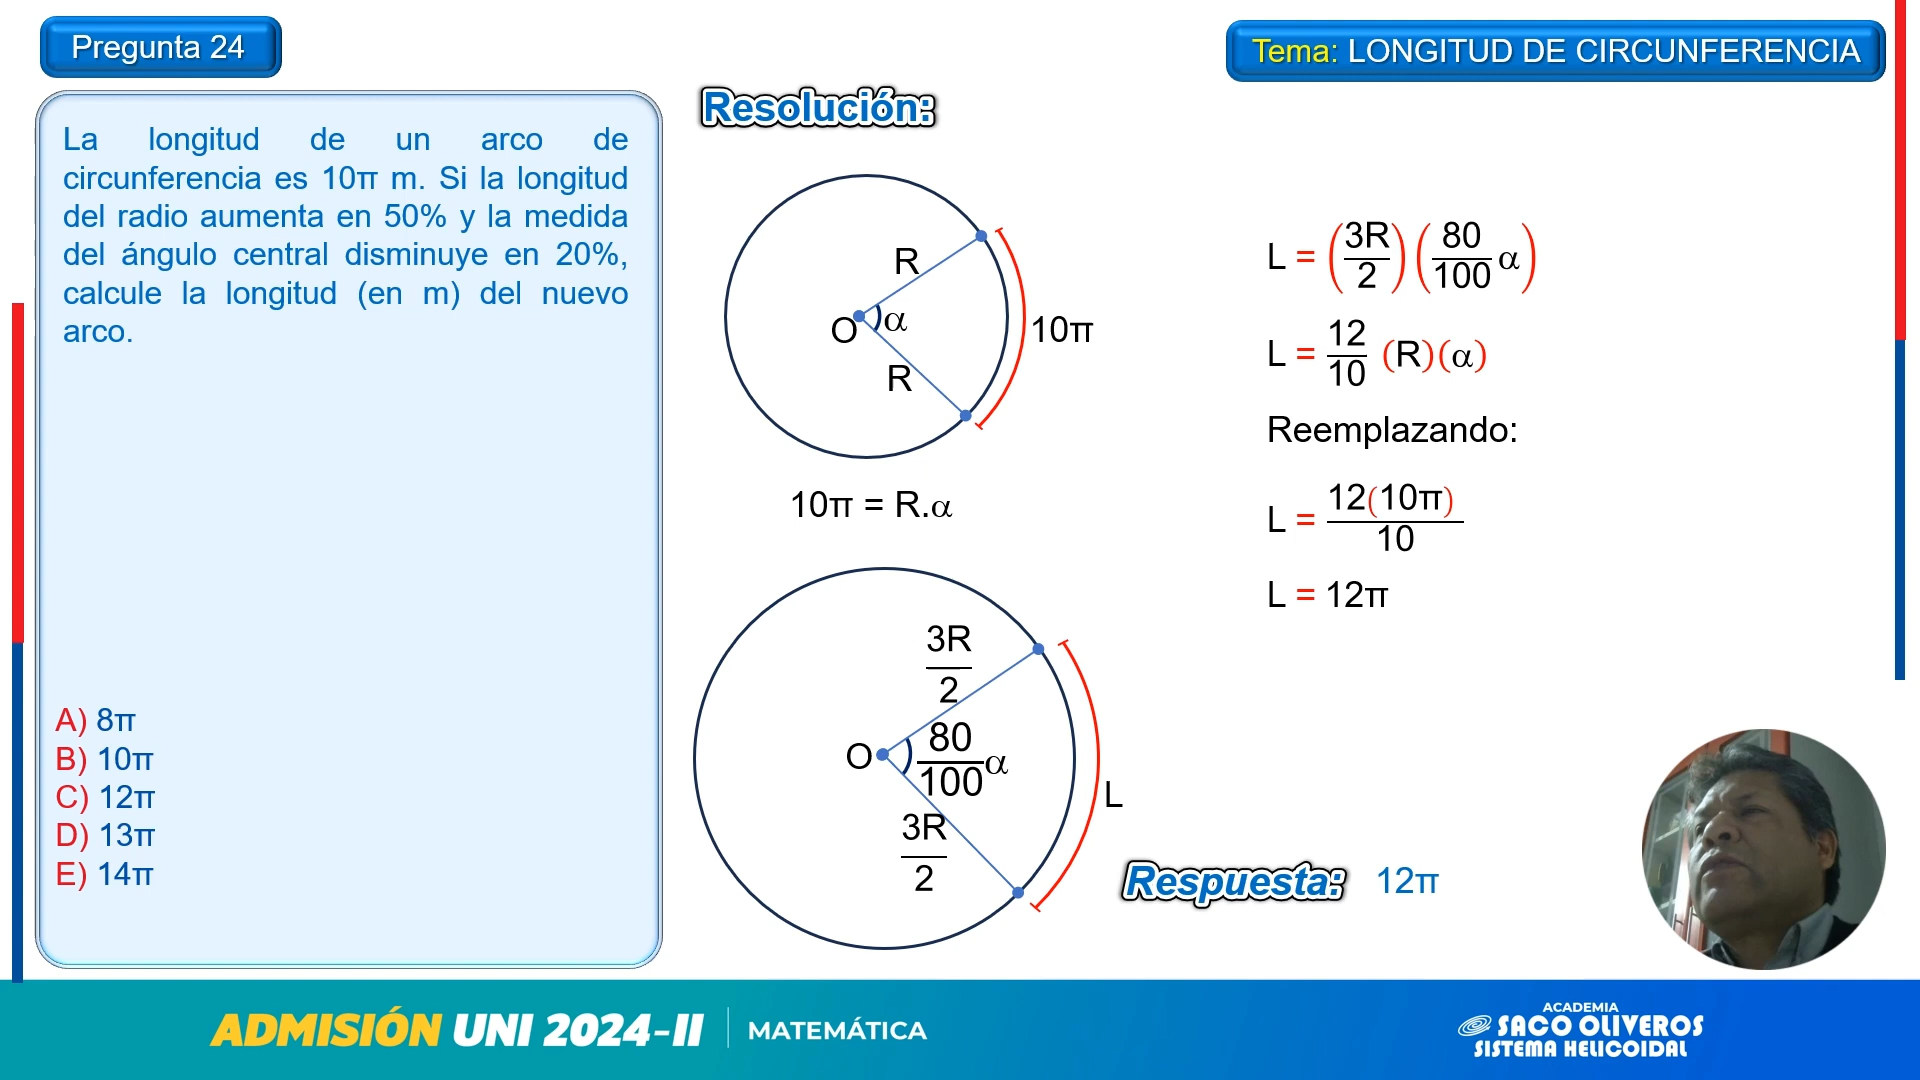 Pregunta 24
Tema: LONGITUD DE CIRCUNFERENCIA
La longitud de un arco de
circunferencia es 10π m. Si la longitud
del radio aumenta en 50% y la medida
del ángulo central disminuye en 20%,
calcule la longitud (en m) del nuevo
arco.
A) 8π
B) 10π
C) 12π
D) 13π
E) 14π
Resolución:
R
O α
10π
R
10π = R.α
3R
2
O 80
100 α
3R
2
L
L = (3R/2)(80/100 α)
L = 12/10 (R)(α)
Reemplazando:
L = 12(10π)/10
L = 12π
Respuesta: 12π
ADMISIÓN UNI 2024-II MATEMÁTICA
ACADEMIA
SACO OLIVEROS
SISTEMA HELICOIDAL